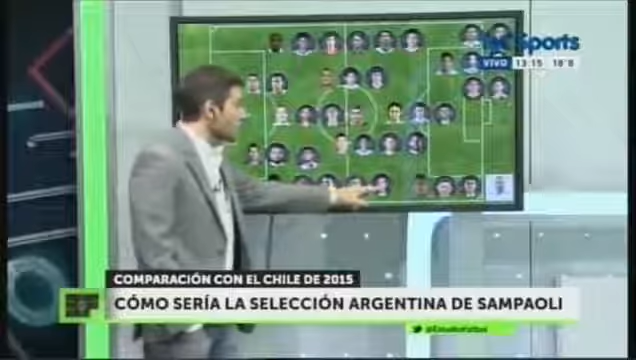 TyC Sports
VIVO 13:15 18°8
COMPARACIÓN CON EL CHILE DE 2015
CÓMO SERÍA LA SELECCIÓN ARGENTINA DE SAMPAOLI